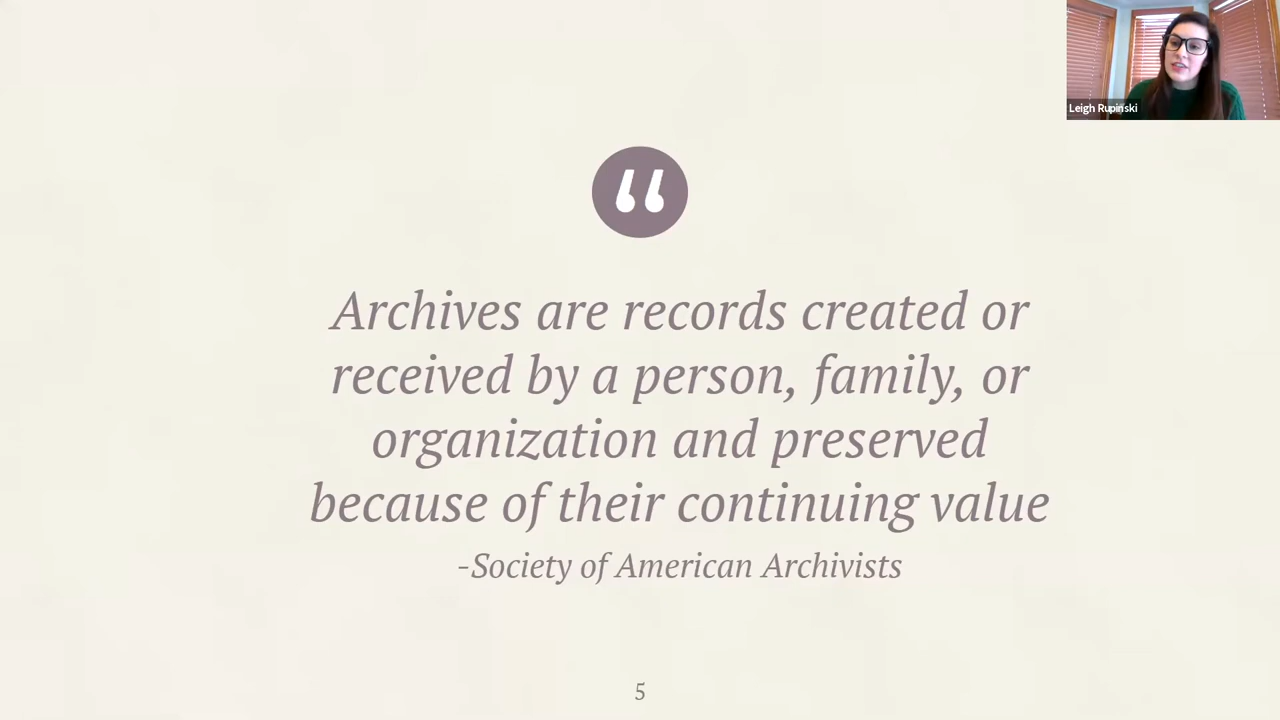 Leigh Rupinski
“
Archives are records created or
received by a person, family, or
organization and preserved
because of their continuing value
-Society of American Archivists
5